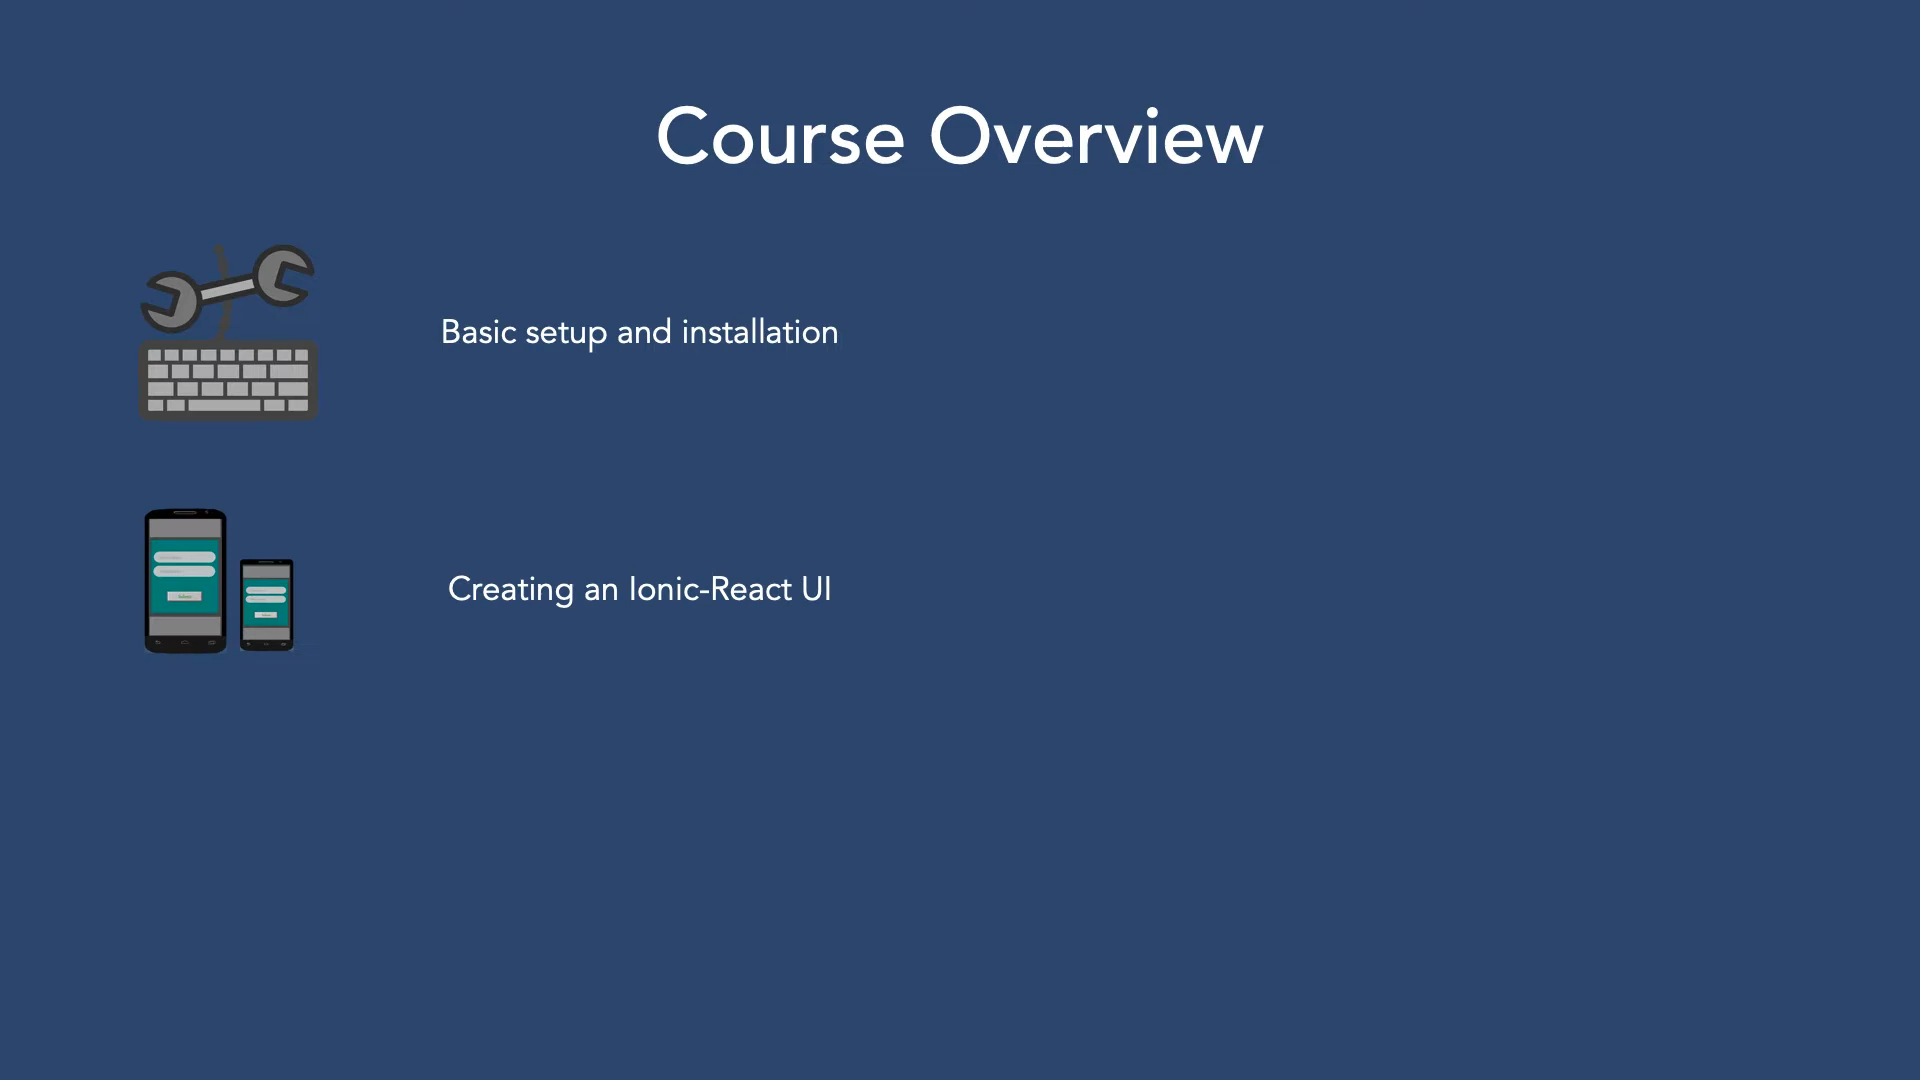 Course Overview
Basic setup and installation
Creating an Ionic-React UI